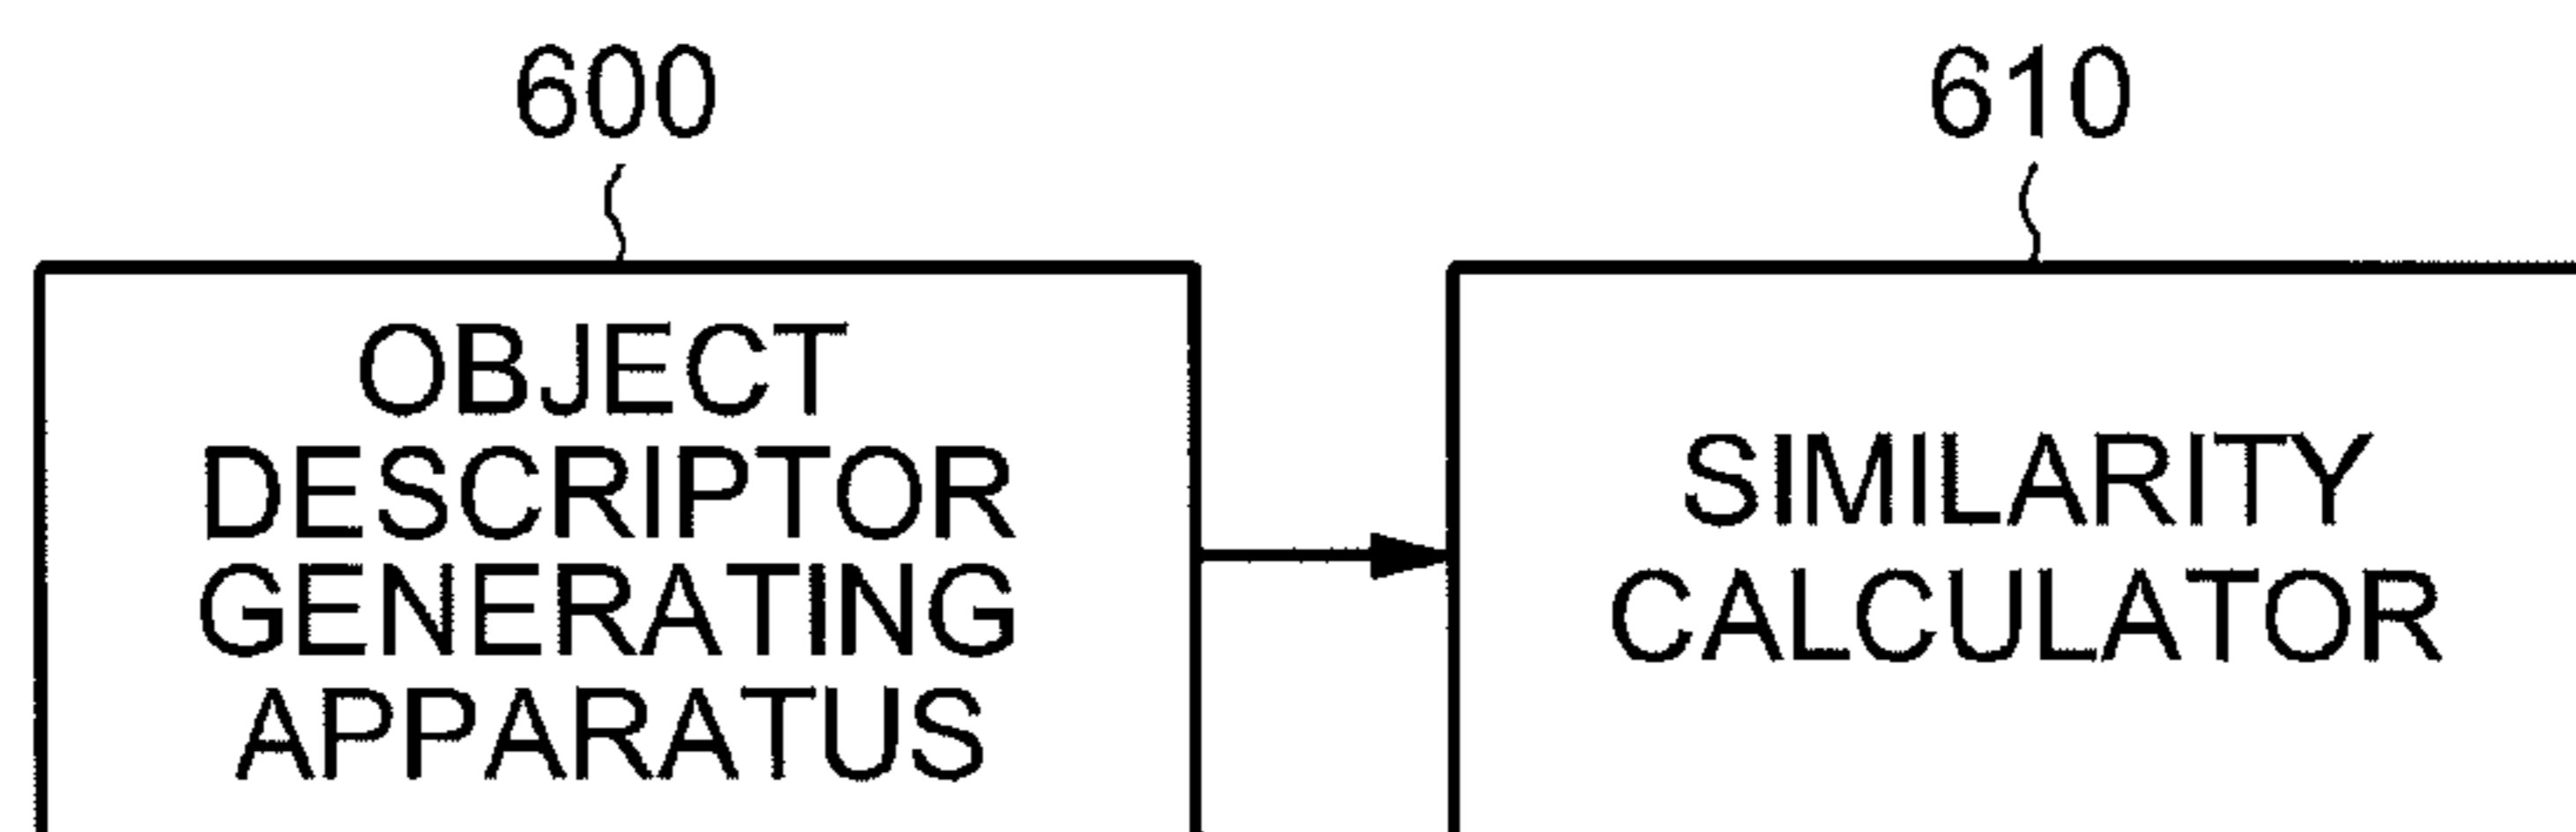 600
610
OBJECT
DESCRIPTOR
GENERATING
APPARATUS
SIMILARITY
CALCULATOR